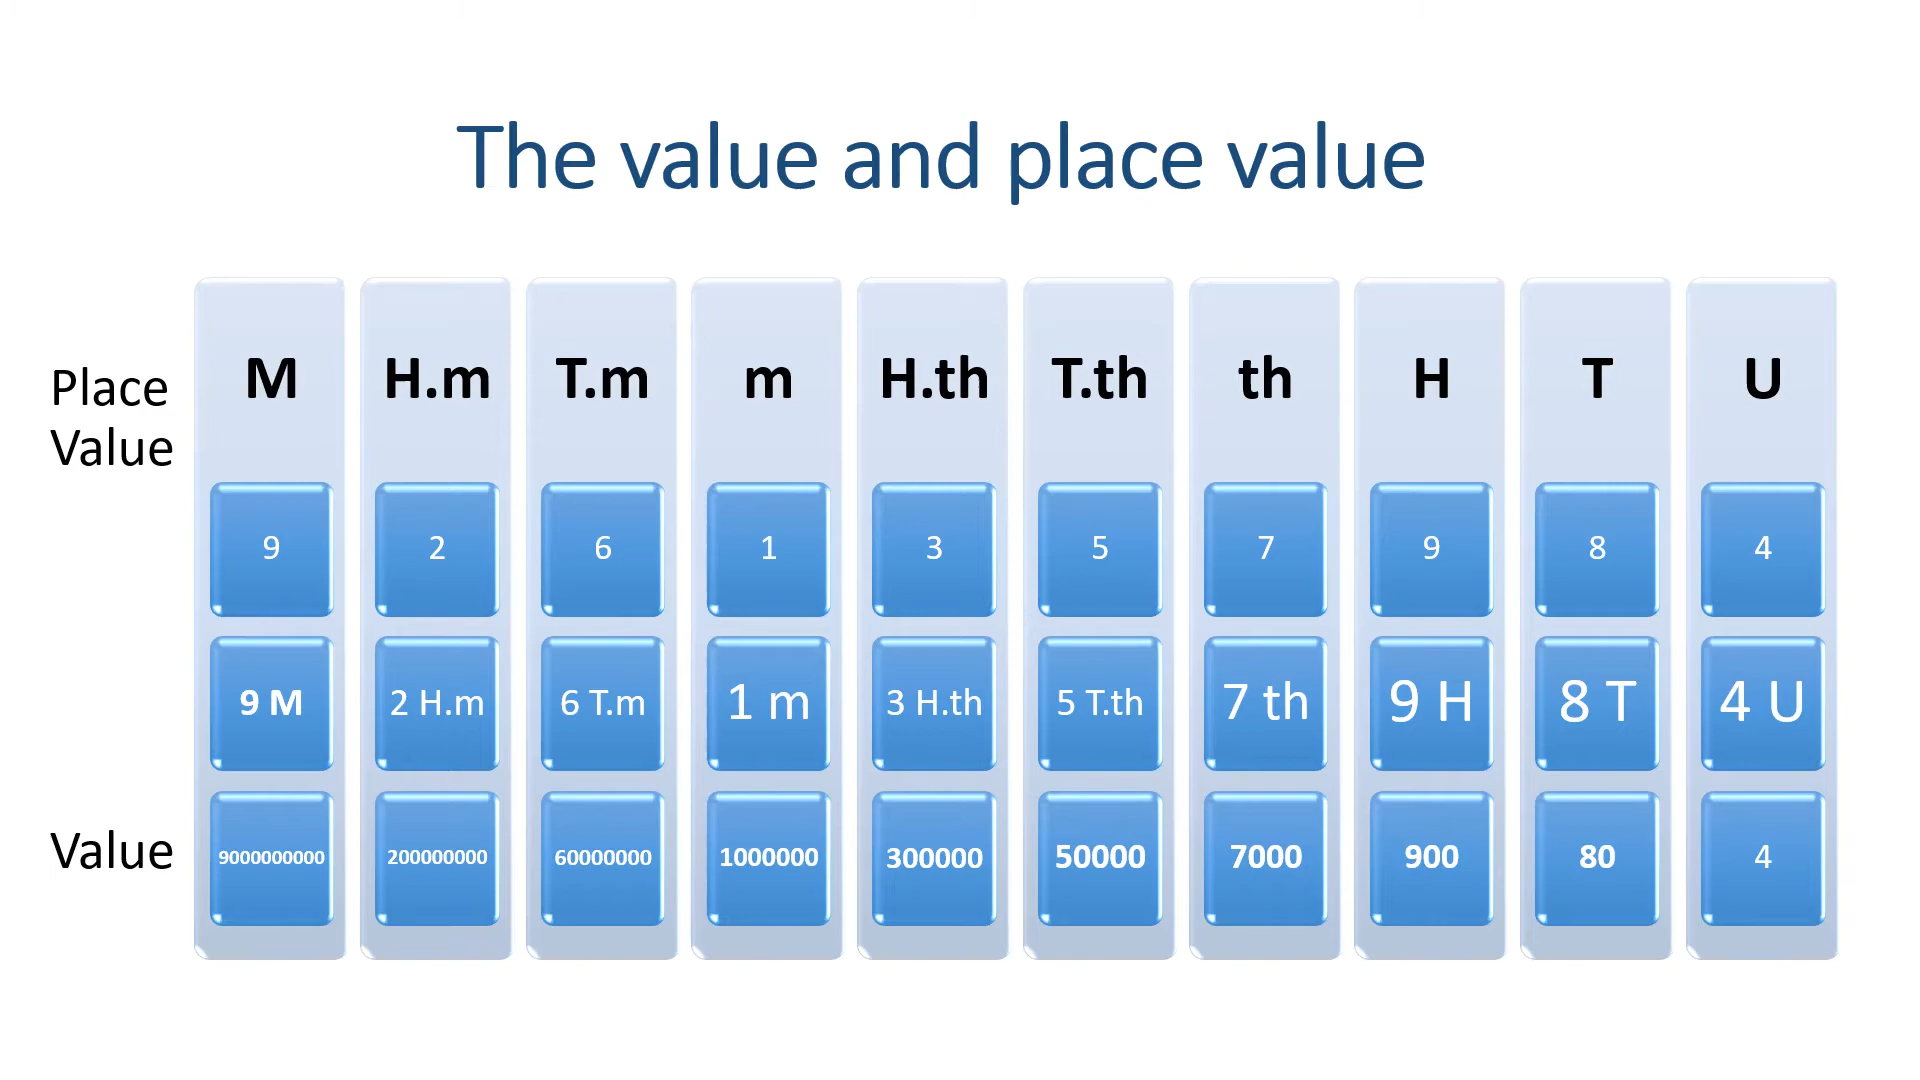 The value and place value
Place
Value
M H.m T.m m H.th T.th th H T U
9 2 6 1 3 5 7 9 8 4
9 M 2 H.m 6 T.m 1 m 3 H.th 5 T.th 7 th 9 H 8 T 4 U
Value 9000000000 200000000 60000000 1000000 300000 50000 7000 900 80 4